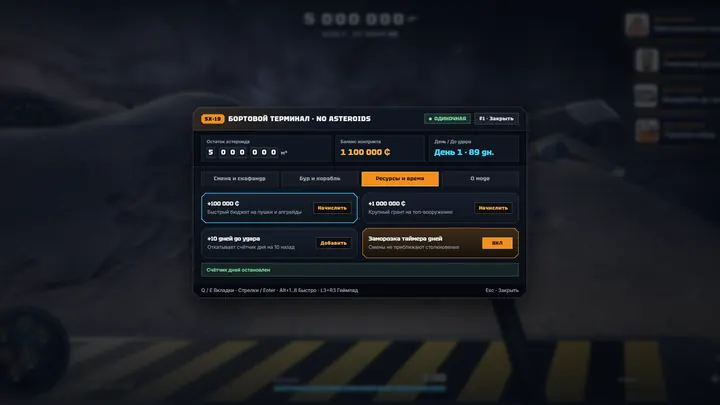 5 000 000 м³
SX-19 БОРТОВОЙ ТЕРМИНАЛ · NO ASTEROIDS
ОДИНОЧНАЯ
F1 · Закрыть
Остаток астероида
5 000 000 м³
Баланс контракта
1 100 000 ₢
День / До удара
День 1 · 89 дн.
Смена и скафандр
Бур и корабль
Ресурсы и время
О моде
+100 000 ₢
Быстрый бюджет на пушки и апгрейды
Начислить
+1 000 000 ₢
Крупный грант на топ-вооружение
Начислить
+10 дней до удара
Откатывает счётчик дня на 10 назад
Добавить
Заморозка таймера дней
Смены не приближают столкновение
ВКЛ
Счётчик дней остановлен
Q / E Вкладки · Стрелки / Enter · Alt+1..8 Быстро · L3+R3 Геймпад
Esc · Закрыть